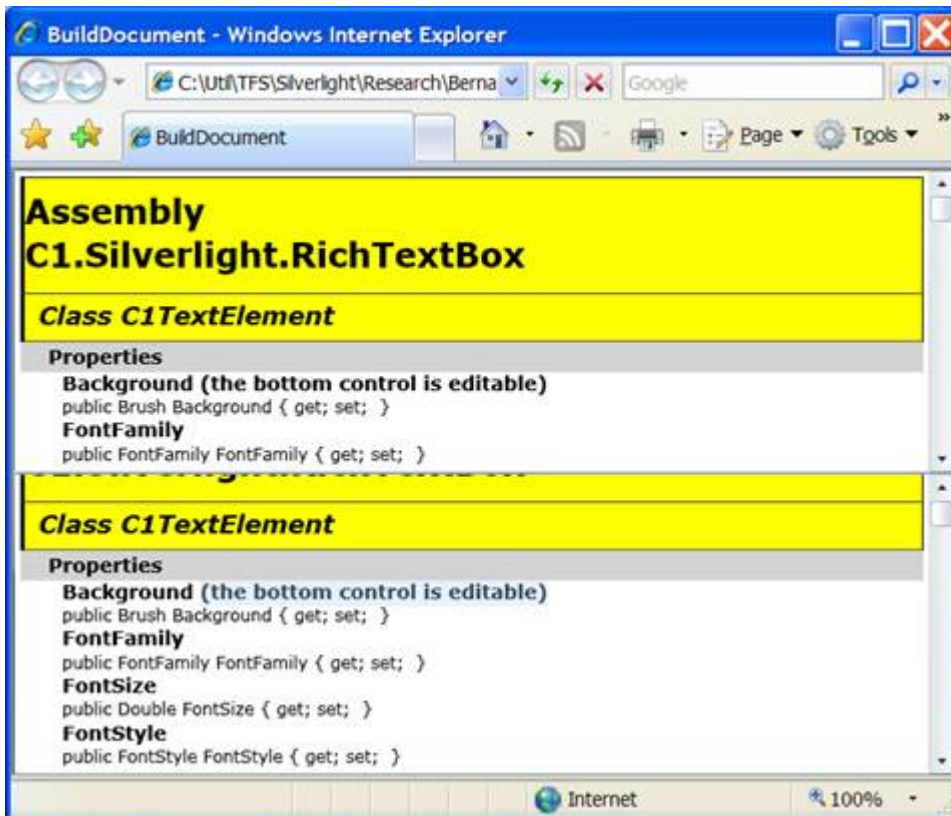 BuildDocument - Windows Internet Explorer
C:\Util\TFS\Silverlight\Research\Berna
Google
BuildDocument
Page
Tools
»
Assembly
C1.Silverlight.RichTextBox
Class C1TextElement
Properties
Background (the bottom control is editable)
public Brush Background { get; set; }
FontFamily
public FontFamily FontFamily { get; set; }
Class C1TextElement
Properties
Background (the bottom control is editable)
public Brush Background { get; set; }
FontFamily
public FontFamily FontFamily { get; set; }
FontSize
public Double FontSize { get; set; }
FontStyle
public FontStyle FontStyle { get; set; }
Internet
100%